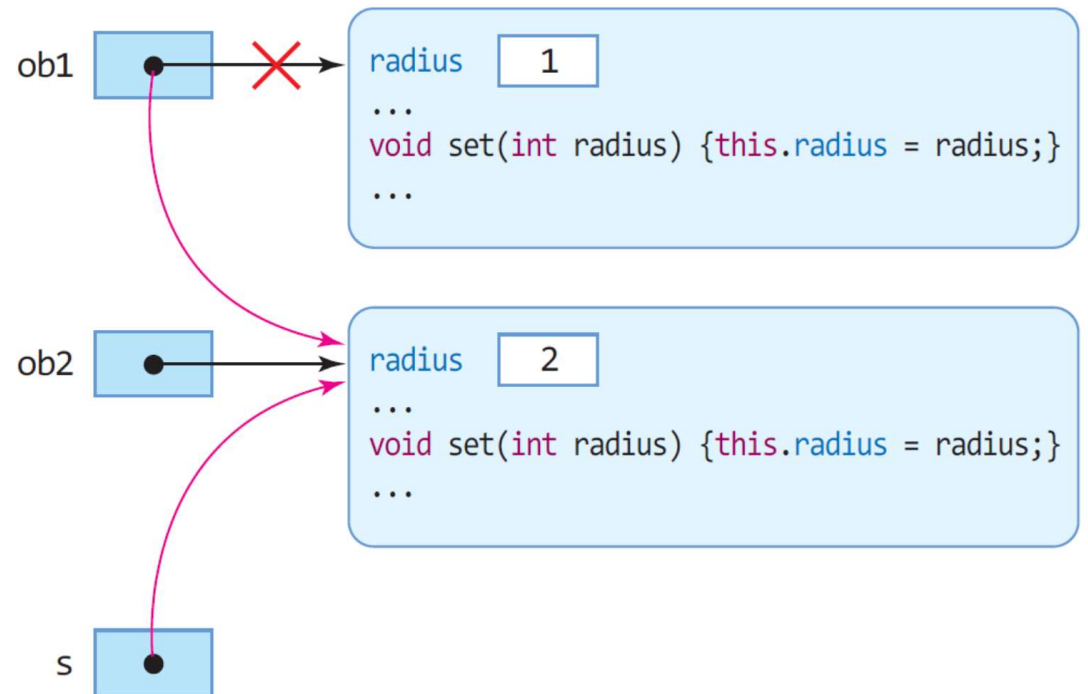 ob1
radius 1
...
void set(int radius) {this.radius = radius;}
...
ob2
radius 2
...
void set(int radius) {this.radius = radius;}
...
s